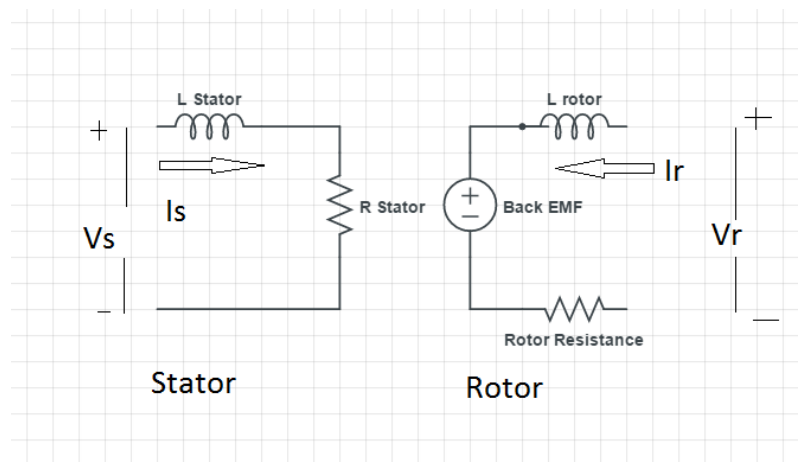 L Stator
L rotor
+
+
Ir
Is
R Stator
+
Back EMF
Vs
Vr
Rotor Resistance
Stator
Rotor